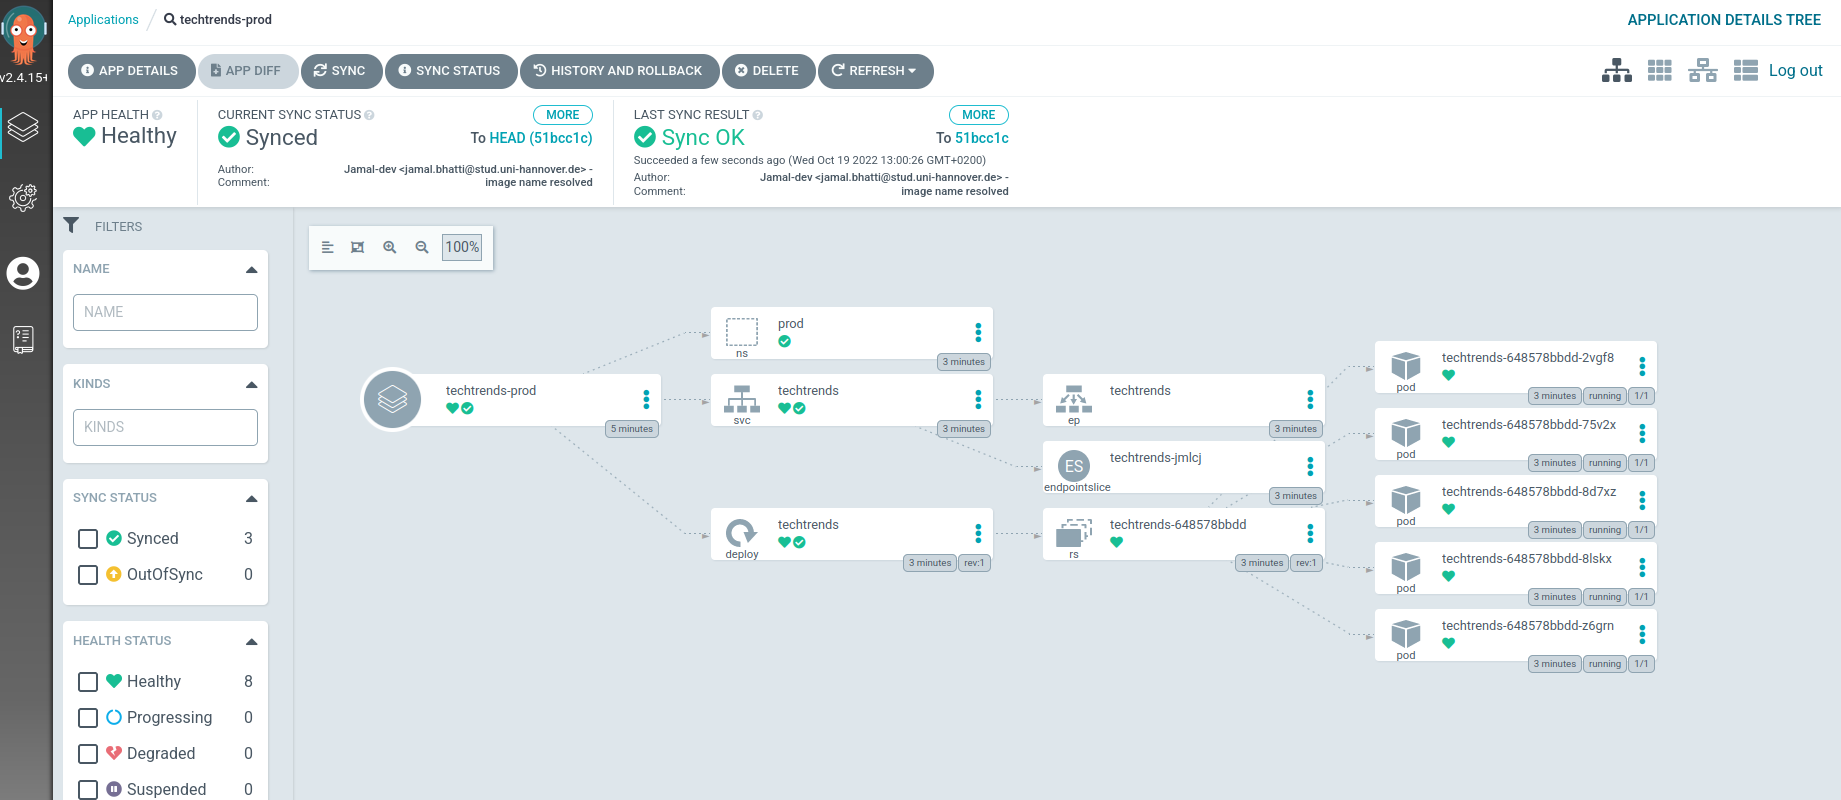 Applications
techtrends-prod
APPLICATION DETAILS TREE
v2.4.15+
APP DETAILS
APP DIFF
SYNC
SYNC STATUS
HISTORY AND ROLLBACK
DELETE
REFRESH
Log out
APP HEALTH
Healthy
CURRENT SYNC STATUS
MORE
Synced
To HEAD (51bcc1c)
Author:
Jamal-dev <jamal.bhatti@stud.uni-hannover.de> -
Comment:
image name resolved
LAST SYNC RESULT
MORE
Sync OK
To 51bcc1c
Succeeded a few seconds ago (Wed Oct 19 2022 13:00:26 GMT+0200)
Author:
Jamal-dev <jamal.bhatti@stud.uni-hannover.de> -
Comment:
image name resolved
FILTERS
NAME
NAME
KINDS
KINDS
SYNC STATUS
Synced 3
OutOfSync 0
HEALTH STATUS
Healthy 8
Progressing 0
Degraded 0
Suspended 0
100%
techtrends-prod
5 minutes
prod
ns
3 minutes
techtrends
svc
3 minutes
techtrends
deploy
3 minutes rev:1
techtrends
ep
3 minutes
ES
techtrends-jmlcj
endpointslice
3 minutes
techtrends-648578bbdd
rs
3 minutes rev:1
techtrends-648578bbdd-2vgf8
pod
3 minutes running 1/1
techtrends-648578bbdd-75v2x
pod
3 minutes running 1/1
techtrends-648578bbdd-8d7xz
pod
3 minutes running 1/1
techtrends-648578bbdd-8lskx
pod
3 minutes running 1/1
techtrends-648578bbdd-z6grn
pod
3 minutes running 1/1